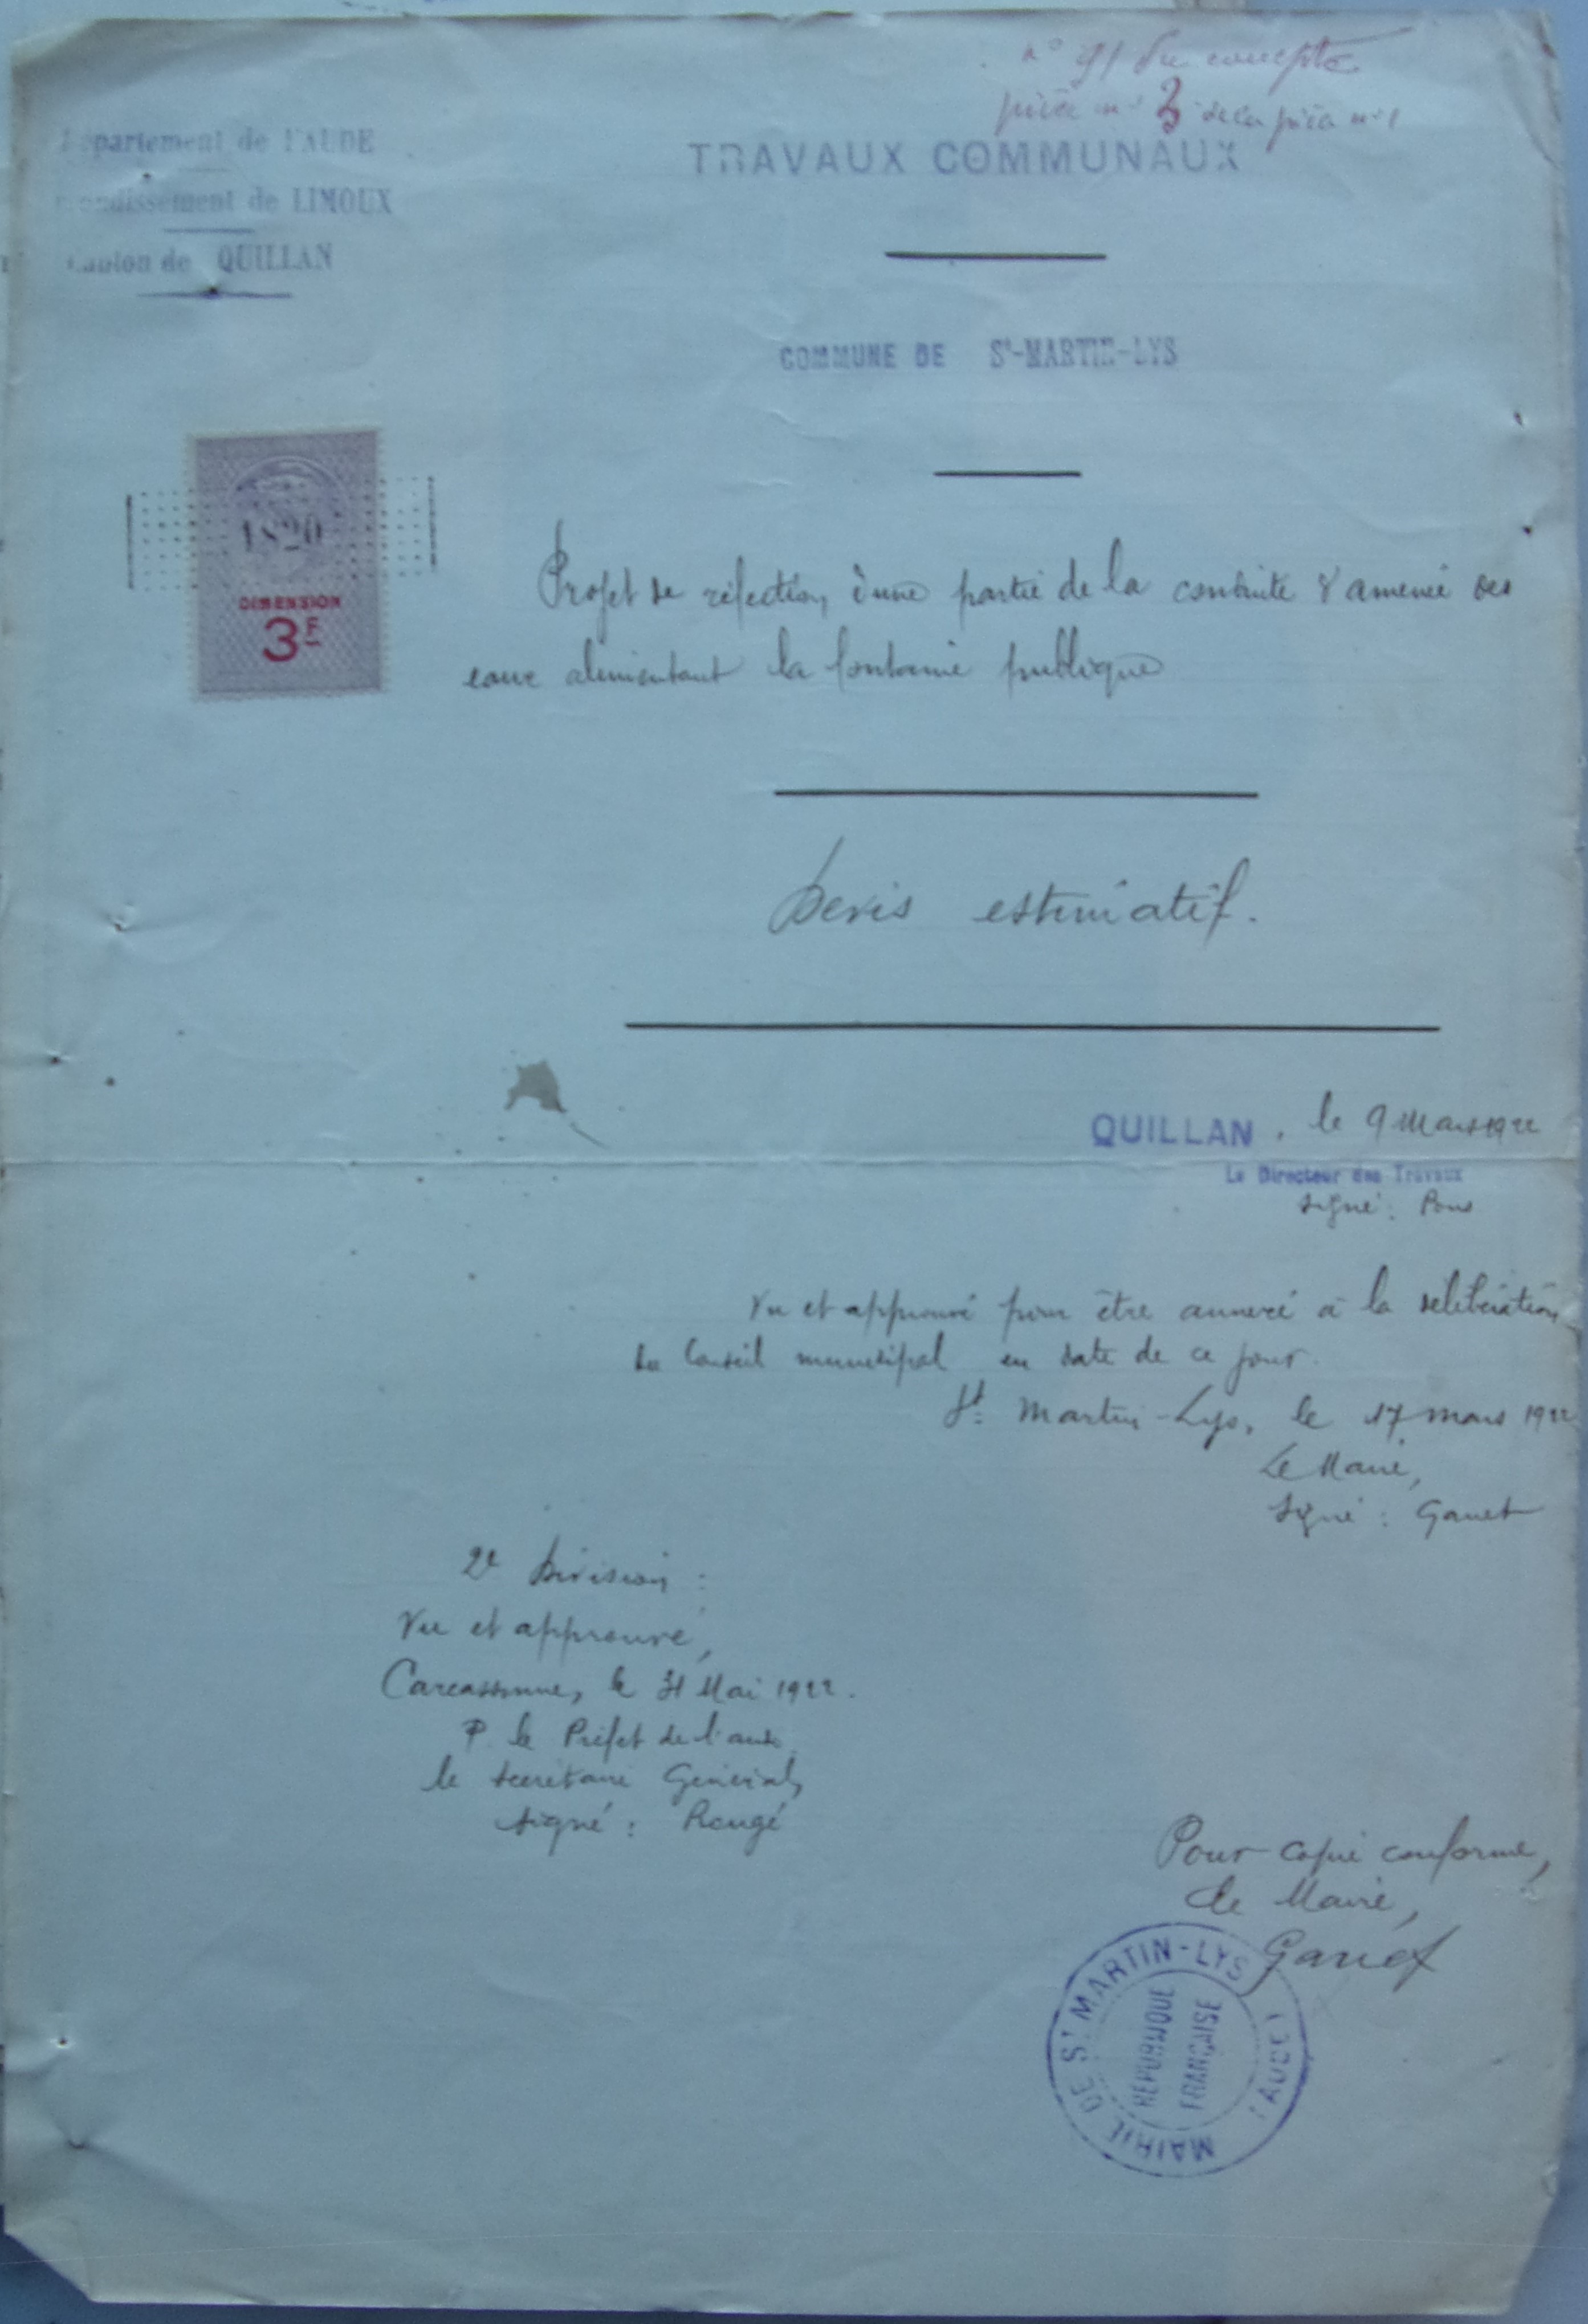 n° 91 du compte
pièce n° 3 de la pièce n° 1
Département de l'AUDE
Arrondissement de LIMOUX
Canton de QUILLAN
TRAVAUX COMMUNAUX
COMMUNE DE St-MARTIN-LYS
1820
DIMENSION
3F
Projet de réfection d'une partie de la conduite d'amenée des
eaux alimentant la fontaine publique
Devis estimatif.
QUILLAN, le 9 Mars 1922
Le Directeur des Travaux
signé : Pons
Vu et approuvé pour être annexé à la délibération
du Conseil municipal en date de ce jour.
St Martin-Lys, le 17 mars 1922
Le Maire,
Signé : Ganet
2e Division :
Vu et approuvé,
Carcassonne, le 31 Mai 1922.
P. le Préfet de l'aude
le secrétaire Général,
signé : Rougé
Pour copie conforme,
Le Maire,
Ganet
MAIRIE DE St MARTIN-LYS (AUDE)
RÉPUBLIQUE
FRANÇAISE